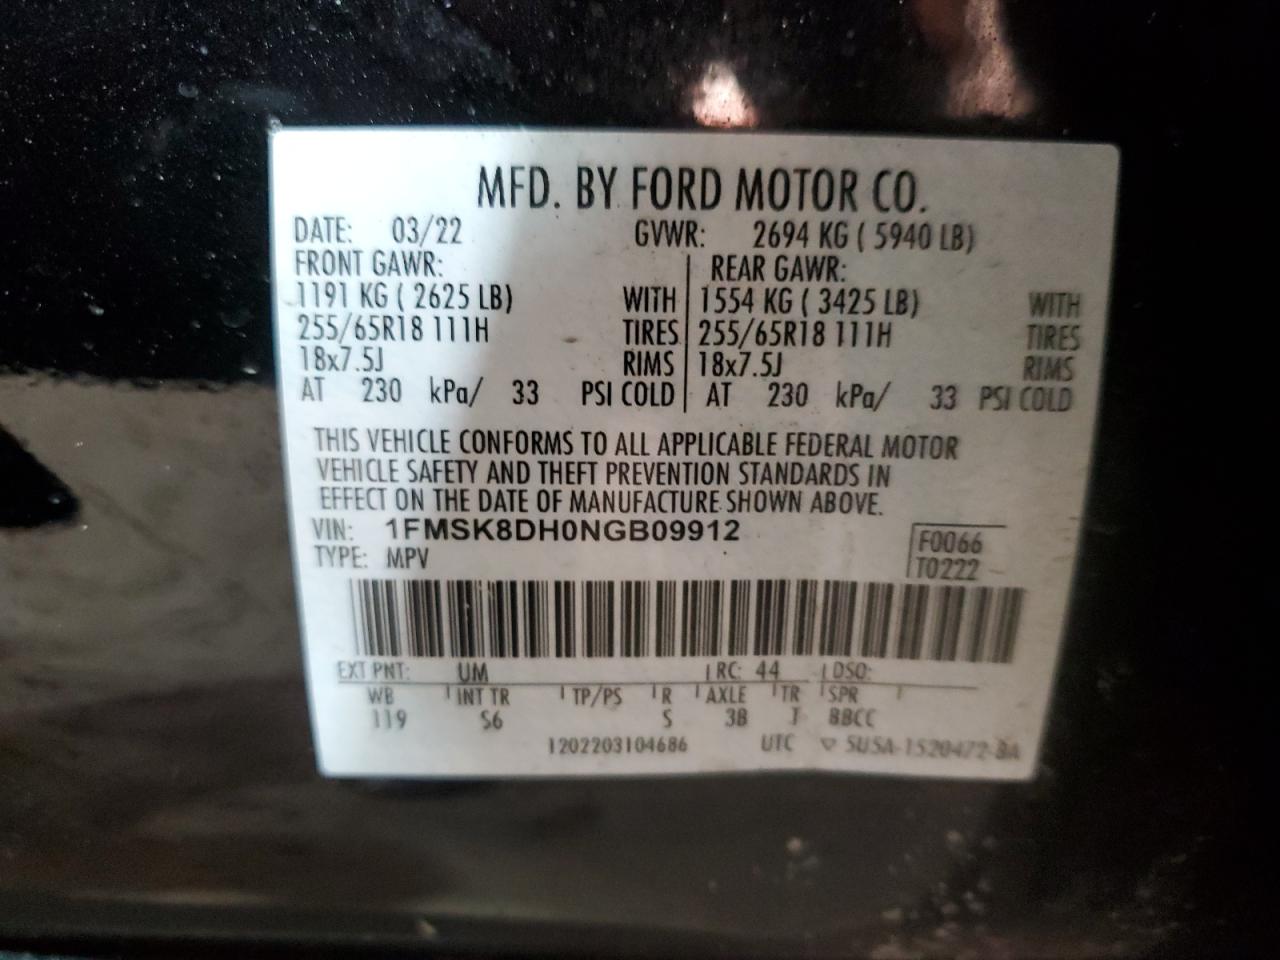 MFD. BY FORD MOTOR CO.
DATE: 03/22 GVWR: 2694 KG ( 5940 LB)
FRONT GAWR: REAR GAWR:
1191 KG ( 2625 LB) WITH 1554 KG ( 3425 LB) WITH
255/65R18 111H TIRES 255/65R18 111H TIRES
18x7.5J RIMS 18x7.5J RIMS
AT 230 kPa/ 33 PSI COLD AT 230 kPa/ 33 PSI COLD
THIS VEHICLE CONFORMS TO ALL APPLICABLE FEDERAL MOTOR
VEHICLE SAFETY AND THEFT PREVENTION STANDARDS IN
EFFECT ON THE DATE OF MANUFACTURE SHOWN ABOVE.
VIN: 1FMSK8DH0NGB09912
F0066
TYPE: MPV
T0222
EXT PNT: UM RC: 44 DSO:
WB INT TR TP/PS R AXLE TR SPR
119 S6 S 3B T BBCC
1202203104686 UTC ▽ 5U5A-1520472-BA